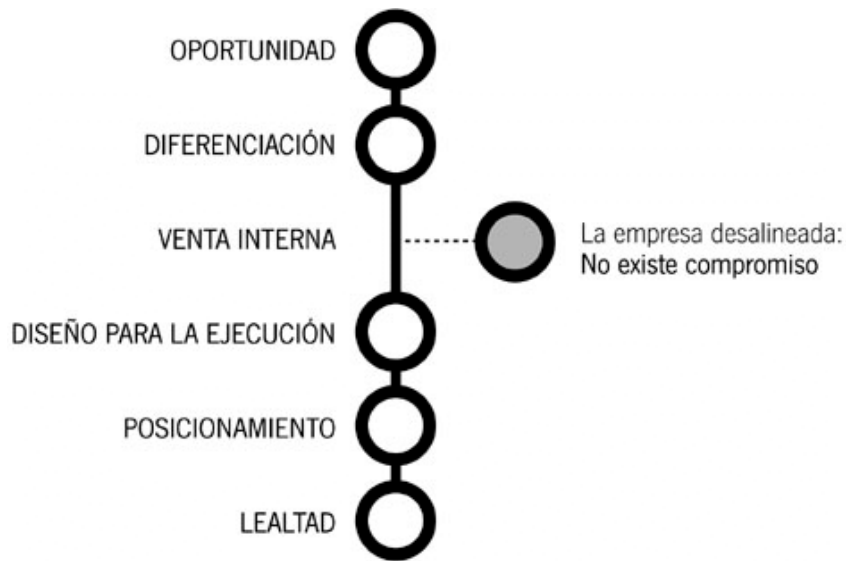 OPORTUNIDAD
DIFERENCIACIÓN
VENTA INTERNA
La empresa desalineada:
No existe compromiso
DISEÑO PARA LA EJECUCIÓN
POSICIONAMIENTO
LEALTAD